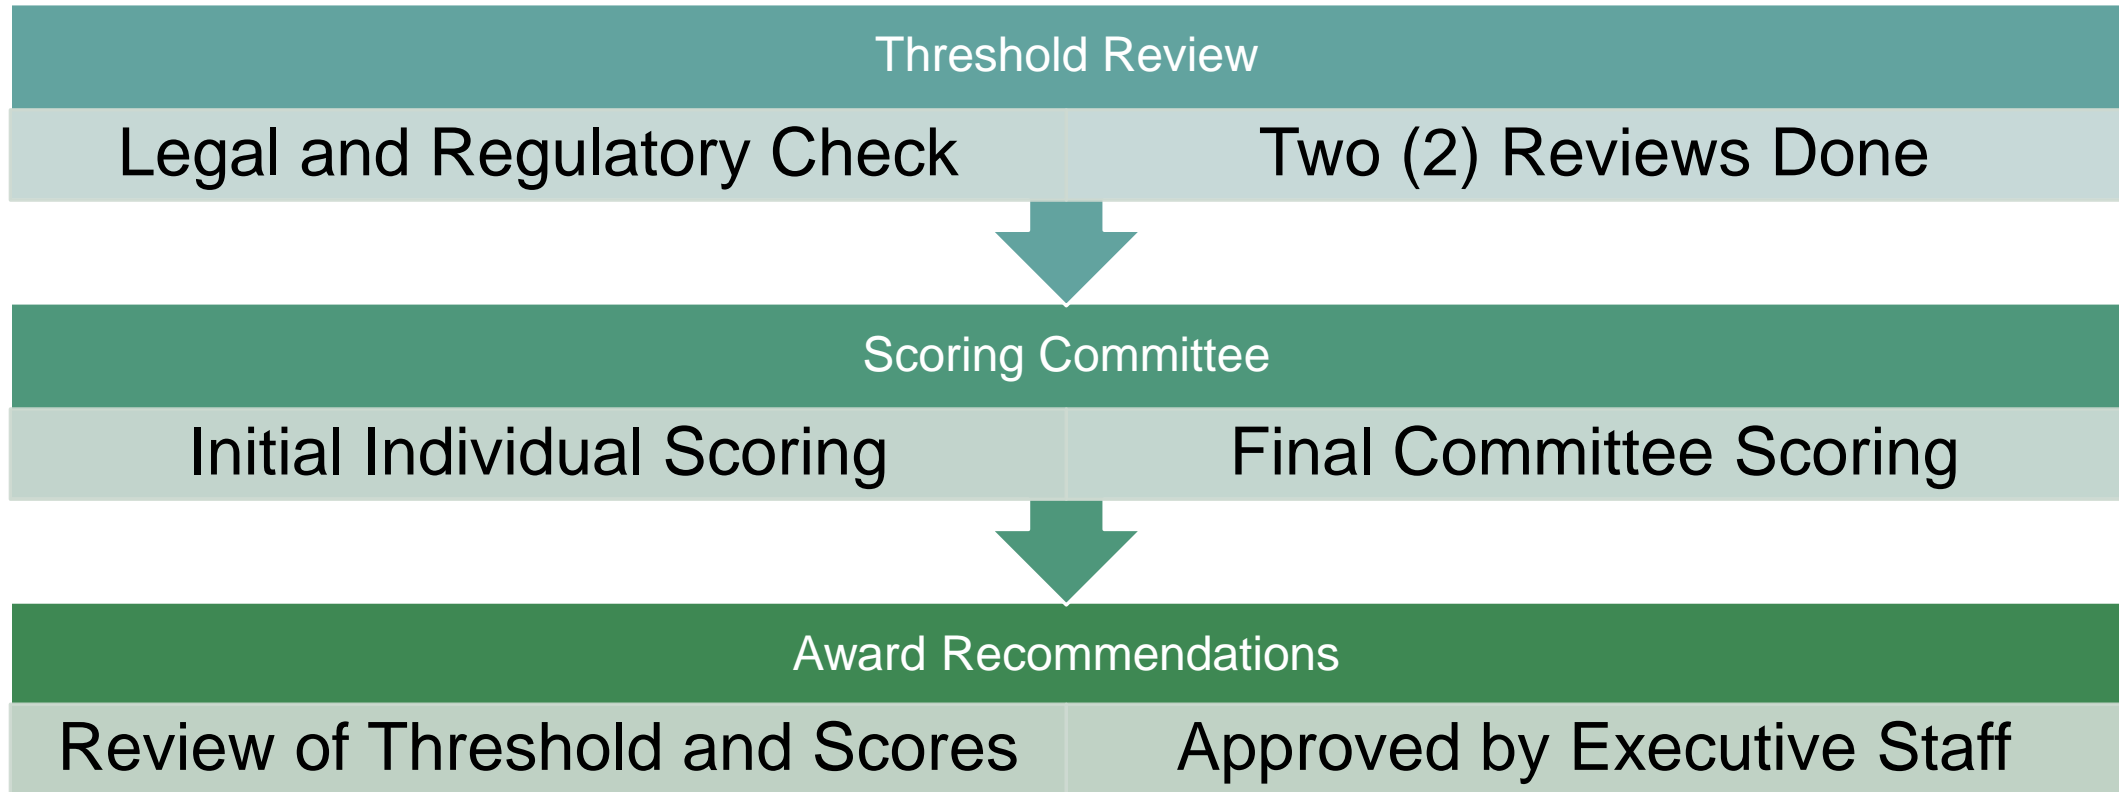 Threshold Review
Legal and Regulatory Check
Two (2) Reviews Done
Scoring Committee
Initial Individual Scoring
Final Committee Scoring
Award Recommendations
Review of Threshold and Scores
Approved by Executive Staff